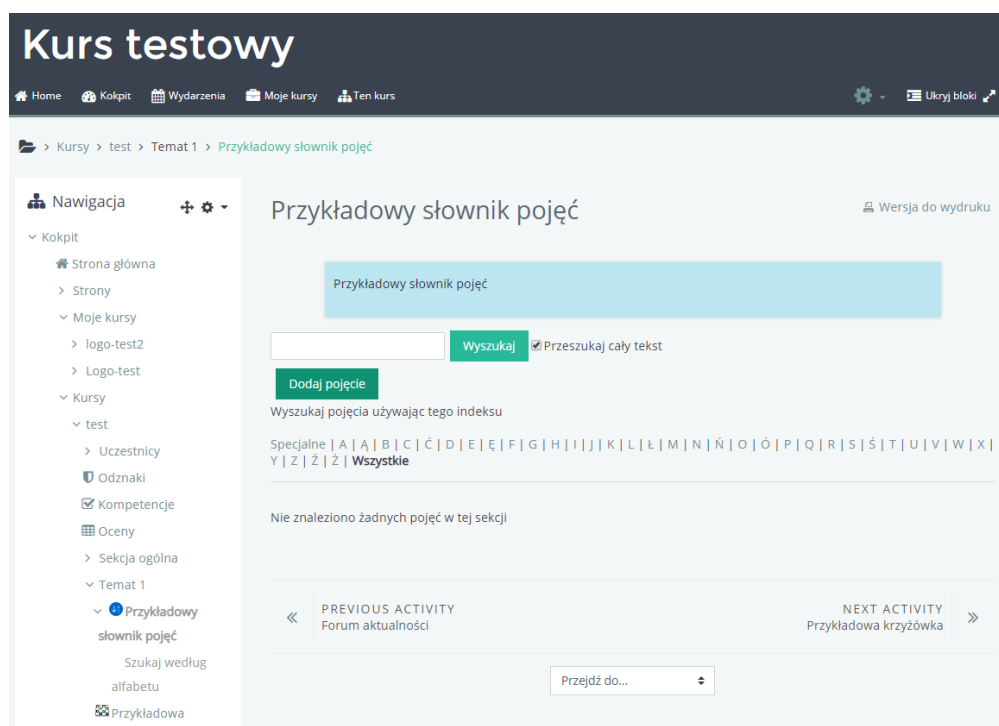 Kurs testowy
Home Kokpit Wydarzenia Moje kursy Ten kurs Ukryj bloki
> Kursy > test > Temat 1 > Przykładowy słownik pojęć
Nawigacja
Kokpit
Strona główna
Strony
Moje kursy
logo-test2
Logo-test
Kursy
test
Uczestnicy
Odznaki
Kompetencje
Oceny
Sekcja ogólna
Temat 1
Przykładowy
słownik pojęć
Szukaj według
alfabetu
Przykładowa
Przykładowy słownik pojęć
Wersja do wydruku
Przykładowy słownik pojęć
Wyszukaj Przeszukaj cały tekst
Dodaj pojęcie
Wyszukaj pojęcia używając tego indeksu
Specjalne | A | Ą | B | C | Ć | D | E | Ę | F | G | H | I | J | K | L | Ł | M | N | Ń | O | Ó | P | Q | R | S | Ś | T | U | V | W | X |
Y | Z | Ź | Ż | Wszystkie
Nie znaleziono żadnych pojęć w tej sekcji
PREVIOUS ACTIVITY
Forum aktualności
NEXT ACTIVITY
Przykładowa krzyżówka
Przejdź do...